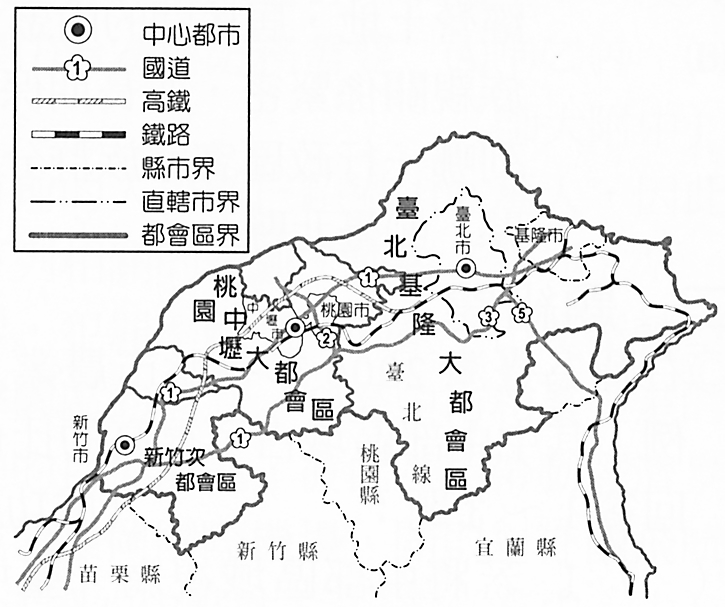 中心都市
1
國道
高鐵
鐵路
縣市界
直轄市界
都會區界
臺北基隆大都會區
臺北市
基隆市
1
桃園中壢大都會區
中壢市
桃園市
2
3
5
臺北線
1
新竹市
1
新竹次
都會區
桃園縣
新竹縣
宜蘭縣
苗栗縣